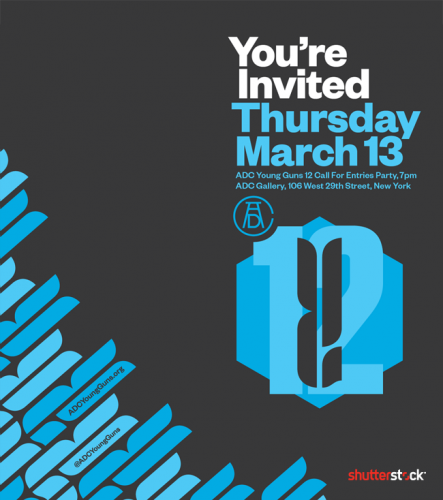 You're
Invited
Thursday
March 13
ADC Young Guns 12 Call For Entries Party, 7pm
ADC Gallery, 106 West 29th Street, New York
ADC
12
ADCYoungGuns.org
@ADCYoungGuns
shutterstock